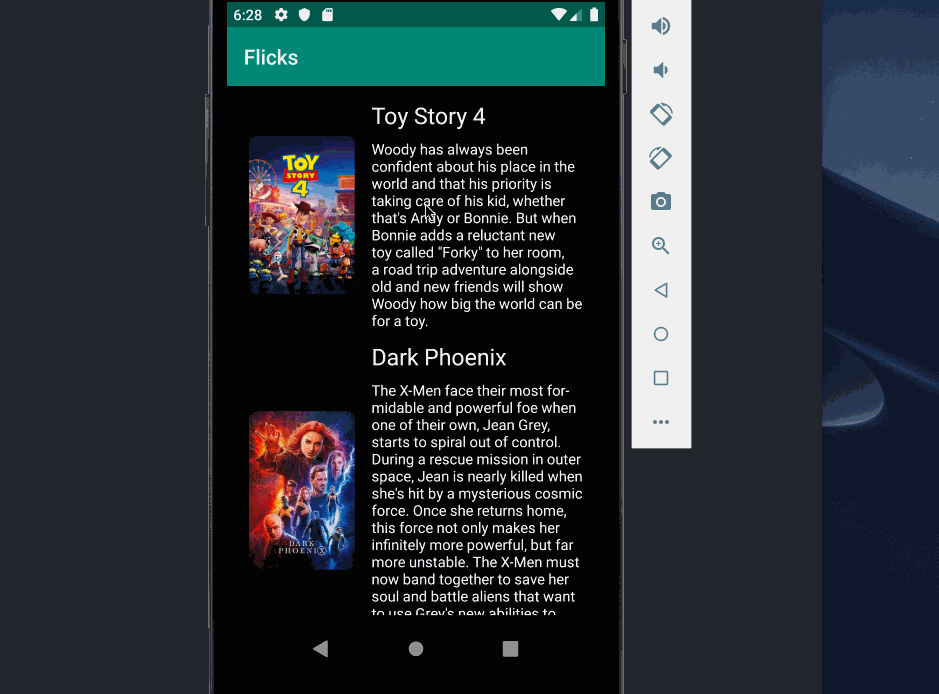 6:28
Flicks
Toy Story 4
Woody has always been
confident about his place in the
world and that his priority is
taking care of his kid, whether
that's Andy or Bonnie. But when
Bonnie adds a reluctant new
toy called "Forky" to her room,
a road trip adventure alongside
old and new friends will show
Woody how big the world can be
for a toy.
TOY
STORY
4
Dark Phoenix
The X-Men face their most for-
midable and powerful foe when
one of their own, Jean Grey,
starts to spiral out of control.
During a rescue mission in outer
space, Jean is nearly killed when
she's hit by a mysterious cosmic
force. Once she returns home,
this force not only makes her
infinitely more powerful, but far
more unstable. The X-Men must
now band together to save her
soul and battle aliens that want
to use Grey's new abilities to
DARK
PHOENIX